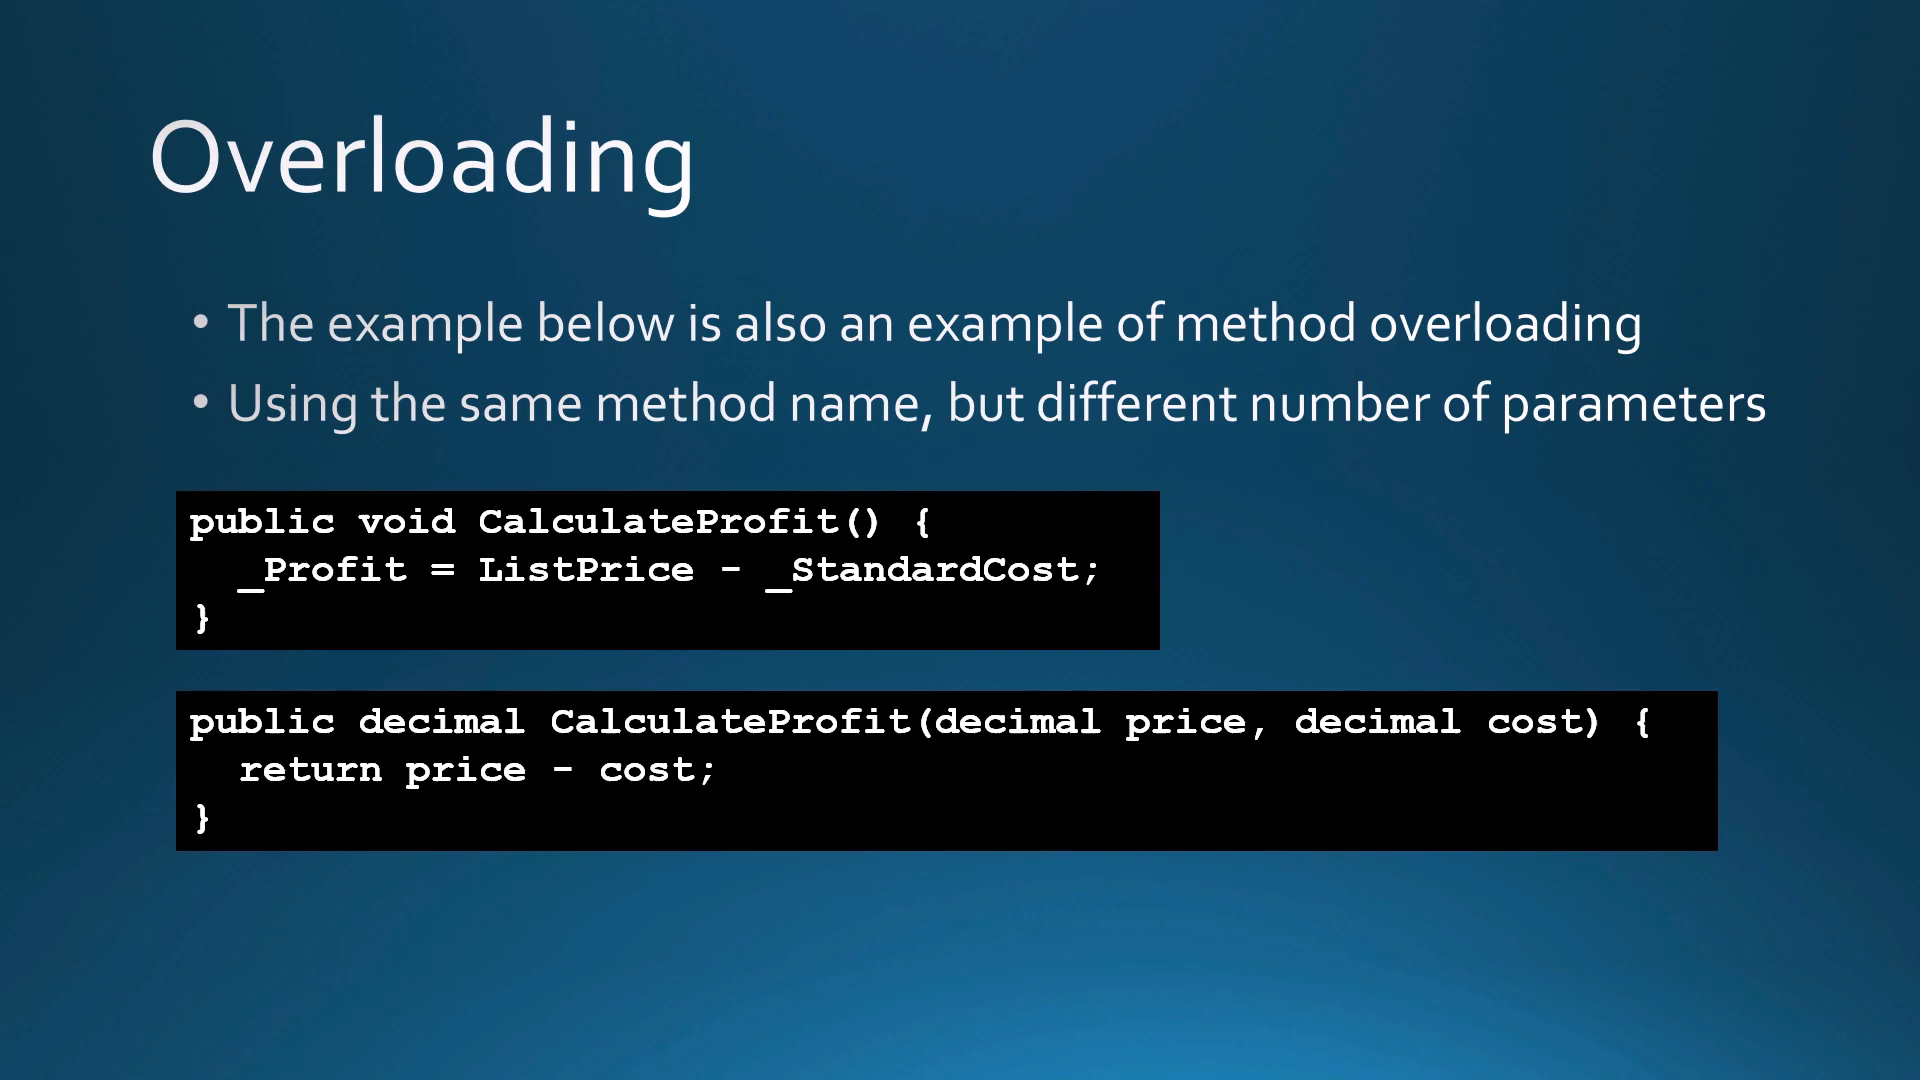 Overloading
• The example below is also an example of method overloading
• Using the same method name, but different number of parameters
public void CalculateProfit() {
  _Profit = ListPrice - _StandardCost;
}
public decimal CalculateProfit(decimal price, decimal cost) {
  return price - cost;
}